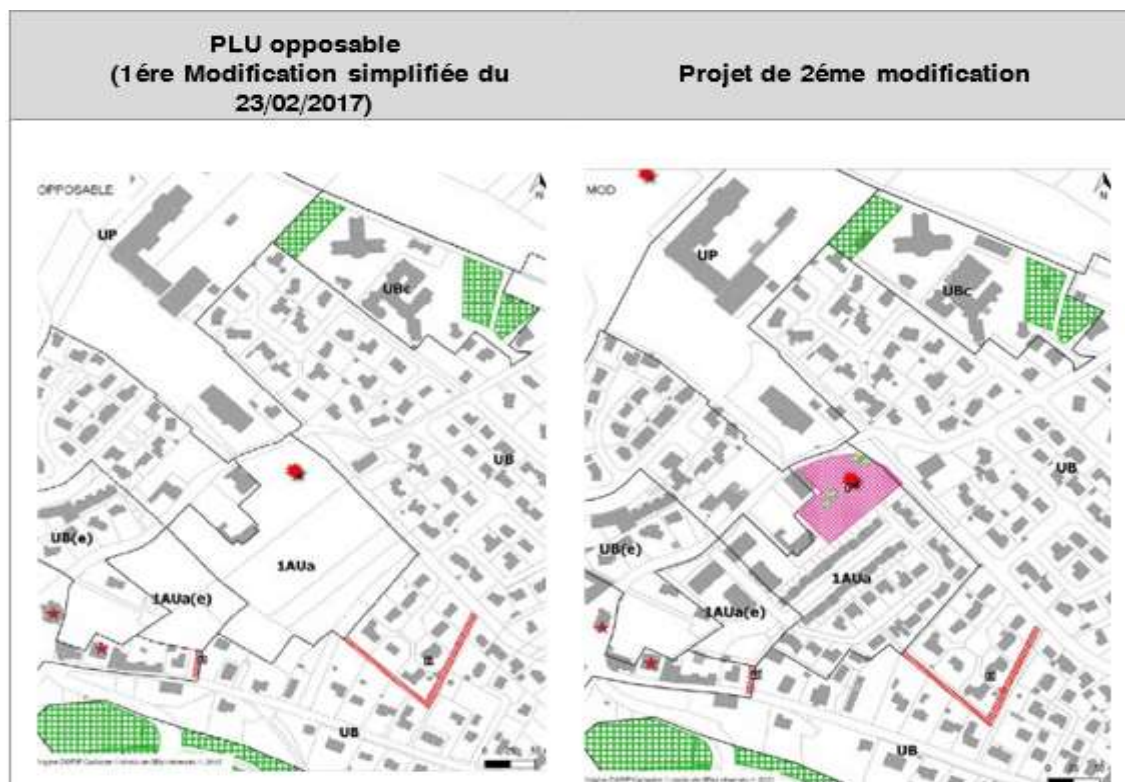 PLU opposable
(1ére Modification simplifiée du
23/02/2017)
Projet de 2éme modification
OPPOSABLE
N
UP
UBc
UB
UB(e)
1AUa
1AUa(e)
UB
MOD
N
UP
UBc
UB
UB(e)
1AUa
1AUa(e)
UB